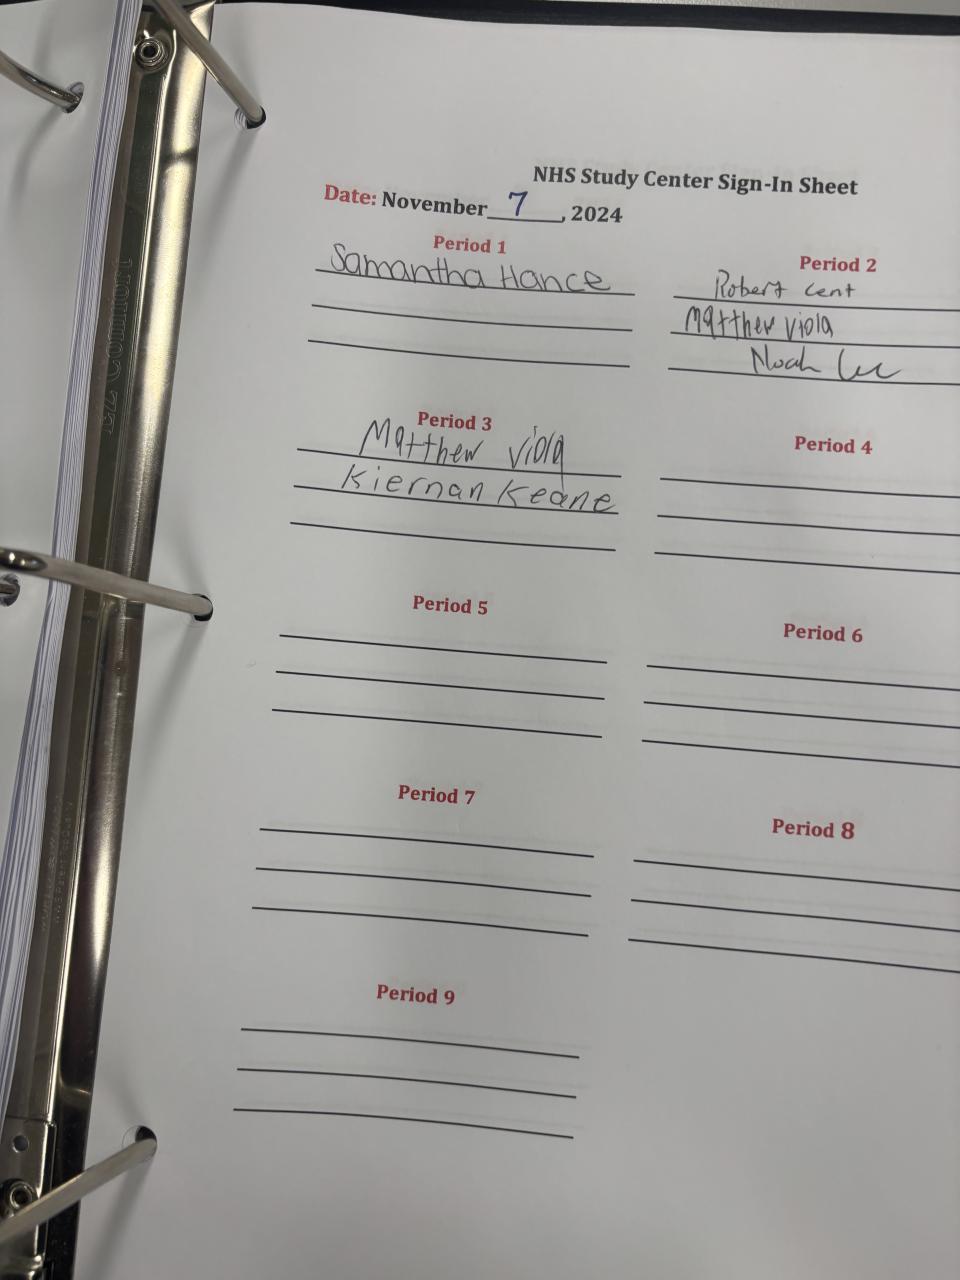 NHS Study Center Sign-In Sheet
Date: November 7, 2024
Period 1
Samantha Hance
Period 2
Robert Cent
Matthew Viola
Noah Lee
Period 3
Matthew Viola
Kiernan Keane
Period 4
Period 5
Period 6
Period 7
Period 8
Period 9